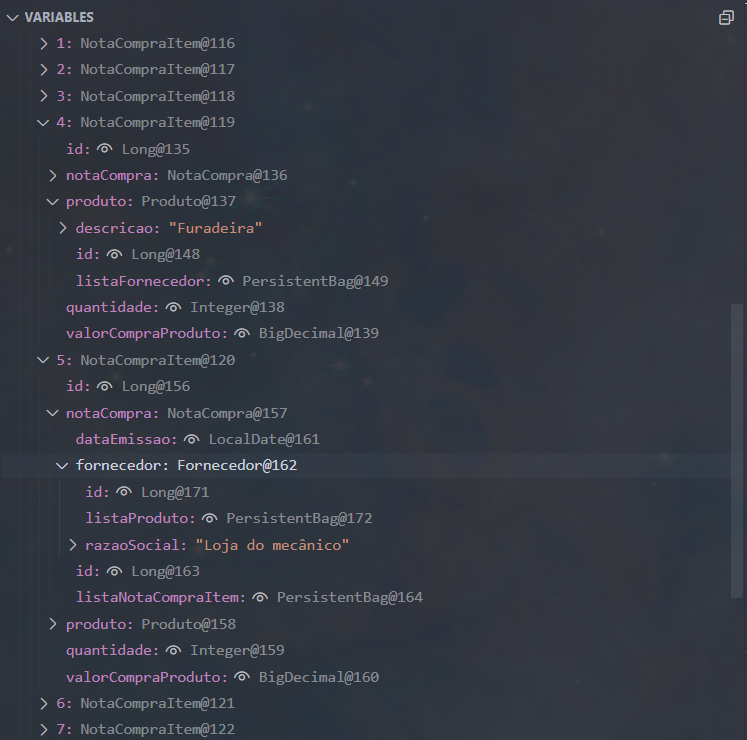 VARIABLES
1: NotaCompraItem@116
2: NotaCompraItem@117
3: NotaCompraItem@118
4: NotaCompraItem@119
id: Long@135
notaCompra: NotaCompra@136
produto: Produto@137
descricao: "Furadeira"
id: Long@148
listaFornecedor: PersistentBag@149
quantidade: Integer@138
valorCompraProduto: BigDecimal@139
5: NotaCompraItem@120
id: Long@156
notaCompra: NotaCompra@157
dataEmissao: LocalDate@161
fornecedor: Fornecedor@162
id: Long@171
listaProduto: PersistentBag@172
razaoSocial: "Loja do mecânico"
id: Long@163
listaNotaCompraItem: PersistentBag@164
produto: Produto@158
quantidade: Integer@159
valorCompraProduto: BigDecimal@160
6: NotaCompraItem@121
7: NotaCompraItem@122